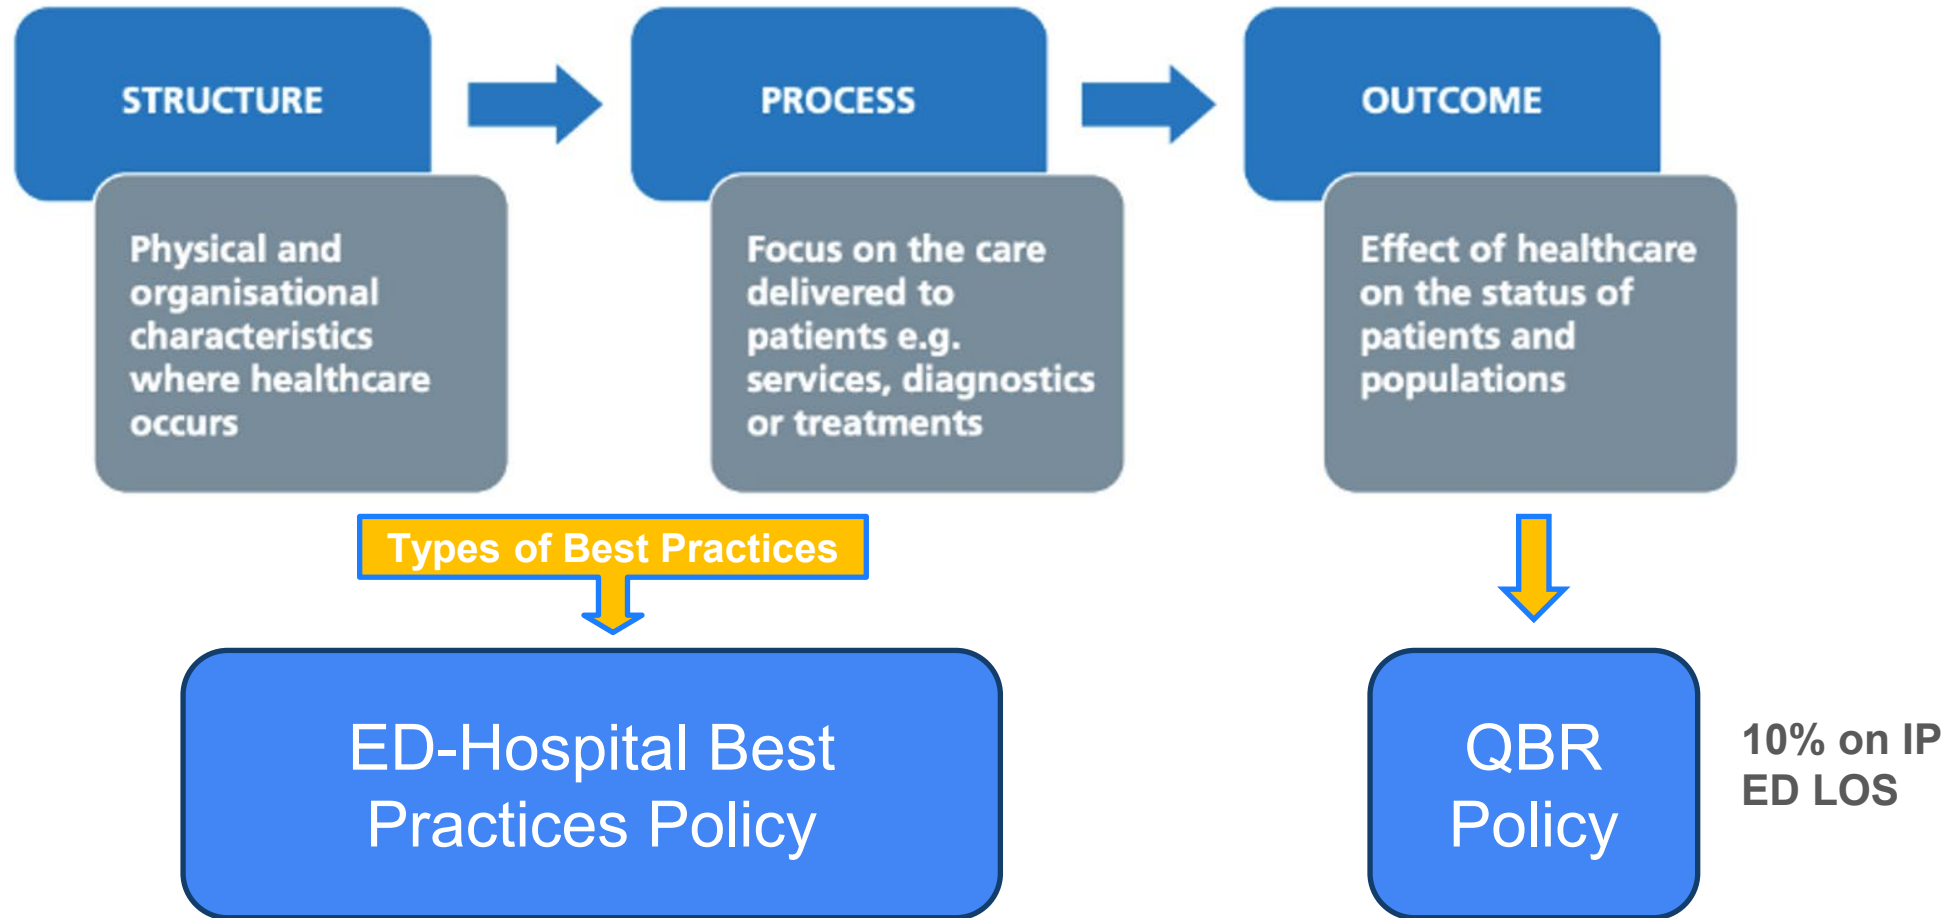 STRUCTURE
Physical and
organisational
characteristics
where healthcare
occurs
PROCESS
Focus on the care
delivered to
patients e.g.
services, diagnostics
or treatments
OUTCOME
Effect of healthcare
on the status of
patients and
populations
Types of Best Practices
ED-Hospital Best
Practices Policy
QBR
Policy
10% on IP
ED LOS